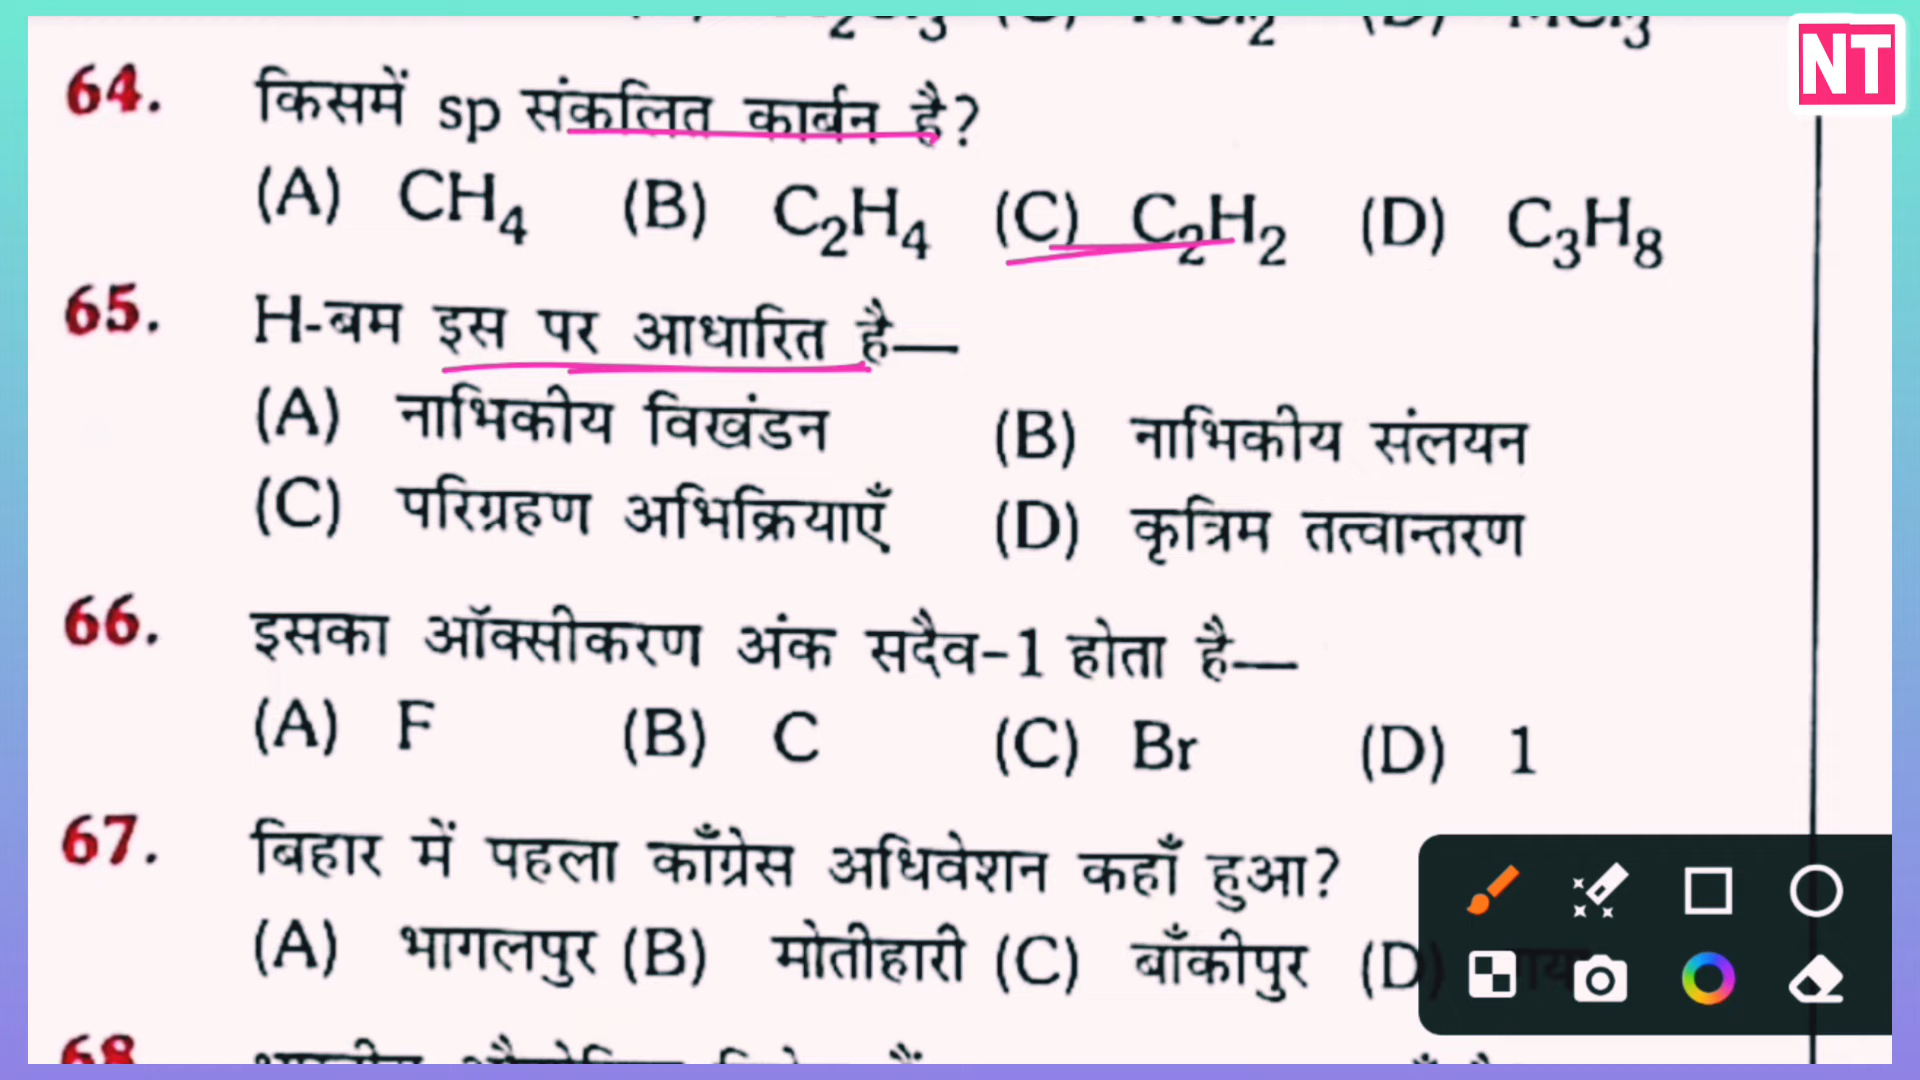 NT
64. किसमें sp संकलित कार्बन है?
(A) CH₄ (B) C₂H₄ (C) C₂H₂ (D) C₃H₈
65. H-बम इस पर आधारित है—
(A) नाभिकीय विखंडन (B) नाभिकीय संलयन
(C) परिग्रहण अभिक्रियाएँ (D) कृत्रिम तत्वान्तरण
66. इसका ऑक्सीकरण अंक सदैव-1 होता है—
(A) F (B) C (C) Br (D) 1
67. बिहार में पहला काँग्रेस अधिवेशन कहाँ हुआ?
(A) भागलपुर (B) मोतीहारी (C) बाँकीपुर (D)
68.